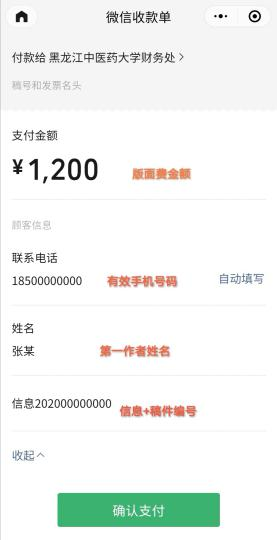 微信收款单
付款给 黑龙江中医药大学财务处
稿号和发票名头
支付金额
¥1,200 版面费金额
顾客信息
联系电话
18500000000 有效手机号码 自动填写
姓名
张某 第一作者姓名
信息202000000000 信息+稿件编号
收起
确认支付